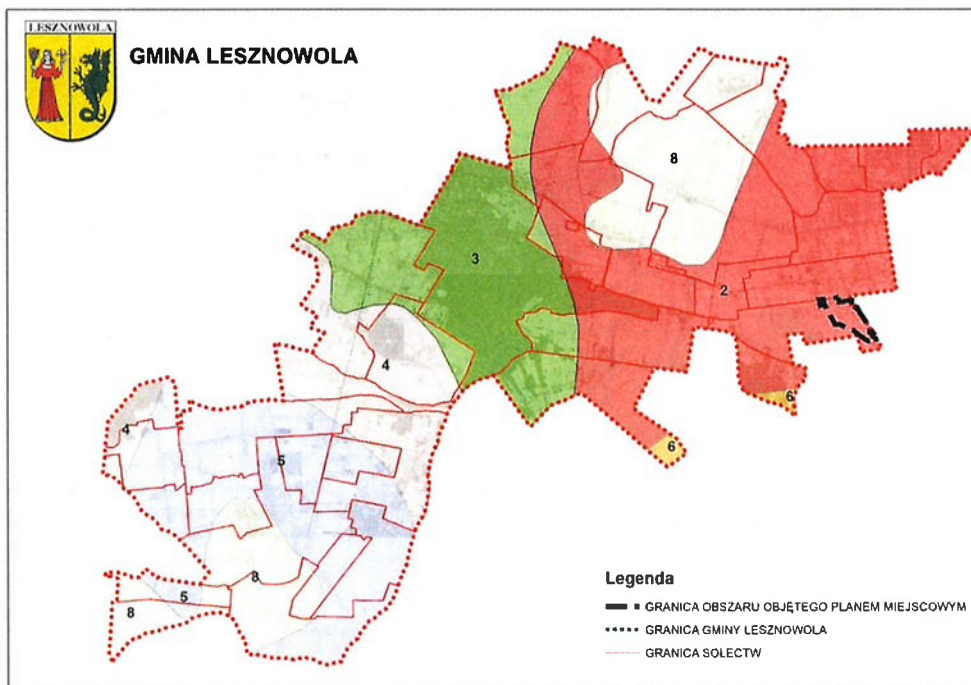 LESZNOWOLA
GMINA LESZNOWOLA
8
3
2
4
6
6
4
5
8
5
8
Legenda
GRANICA OBSZARU OBJĘTEGO PLANEM MIEJSCOWYM
GRANICA GMINY LESZNOWOLA
GRANICA SOŁECTW